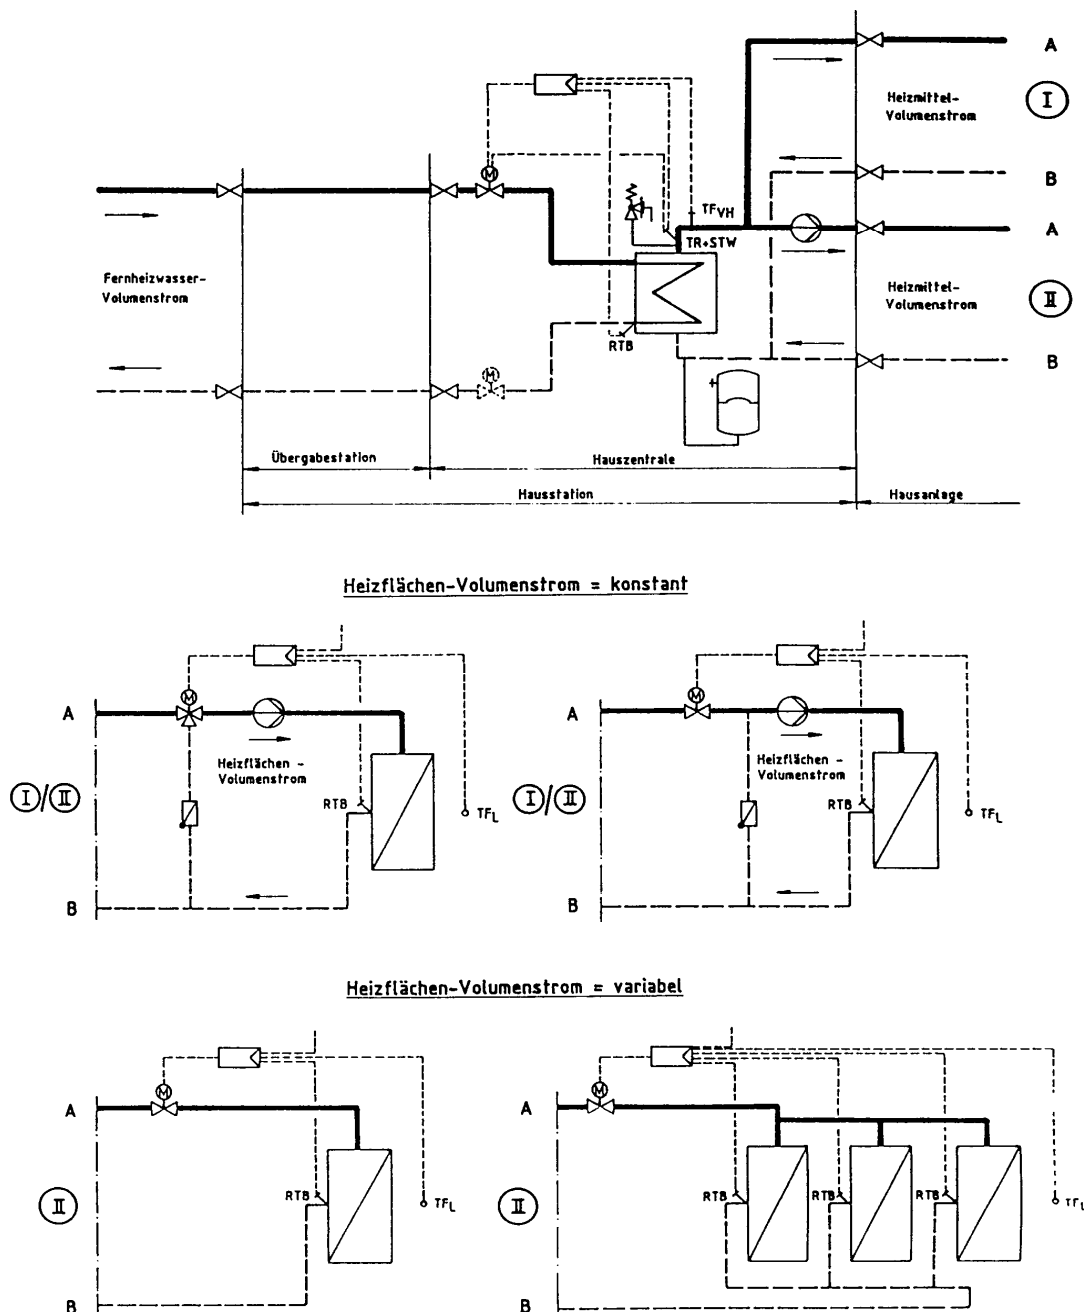 A
Heizmittel-
Volumenstrom
I
B
M
TFVH
TR+STW
A
Fernheizwasser-
Volumenstrom
Heizmittel-
Volumenstrom
II
RTB
M
B
Übergabestation
Hauszentrale
Hausstation
Hausanlage
Heizflächen-Volumenstrom = konstant
A
M
Heizflächen -
Volumenstrom
I/II
RTB
TFL
B
A
M
Heizflächen -
Volumenstrom
I/II
RTB
TFL
B
Heizflächen-Volumenstrom = variabel
A
M
II
RTB
TFL
B
A
M
II
RTB
RTB
RTB
TFL
B